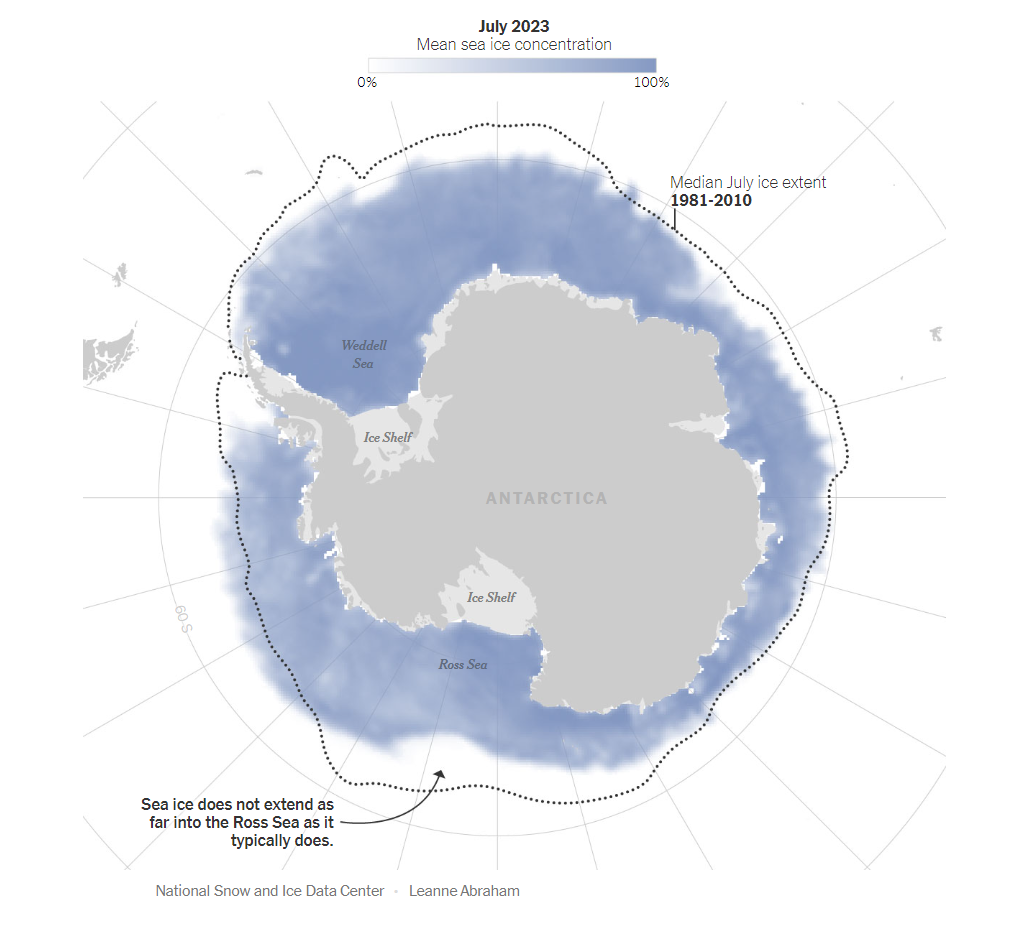 July 2023
Mean sea ice concentration
0%
100%
Median July ice extent
1981-2010
Weddell
Sea
Ice Shelf
ANTARCTICA
Ice Shelf
60°S
Ross Sea
Sea ice does not extend as
far into the Ross Sea as it
typically does.
National Snow and Ice Data Center · Leanne Abraham